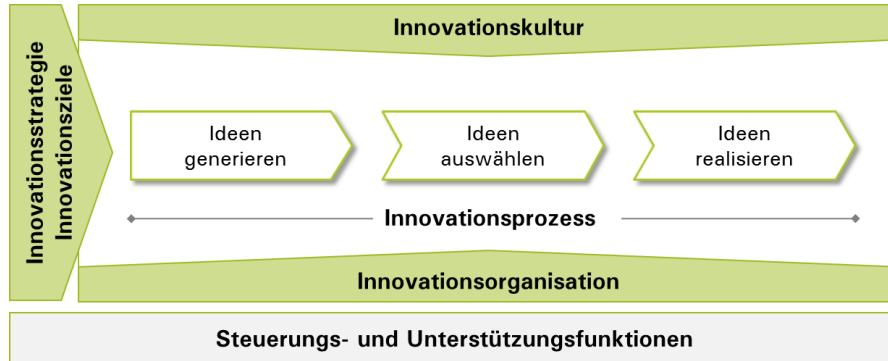 Innovationskultur
Innovationsstrategie
Innovationsziele
Ideen
generieren
Ideen
auswählen
Ideen
realisieren
Innovationsprozess
Innovationsorganisation
Steuerungs- und Unterstützungsfunktionen